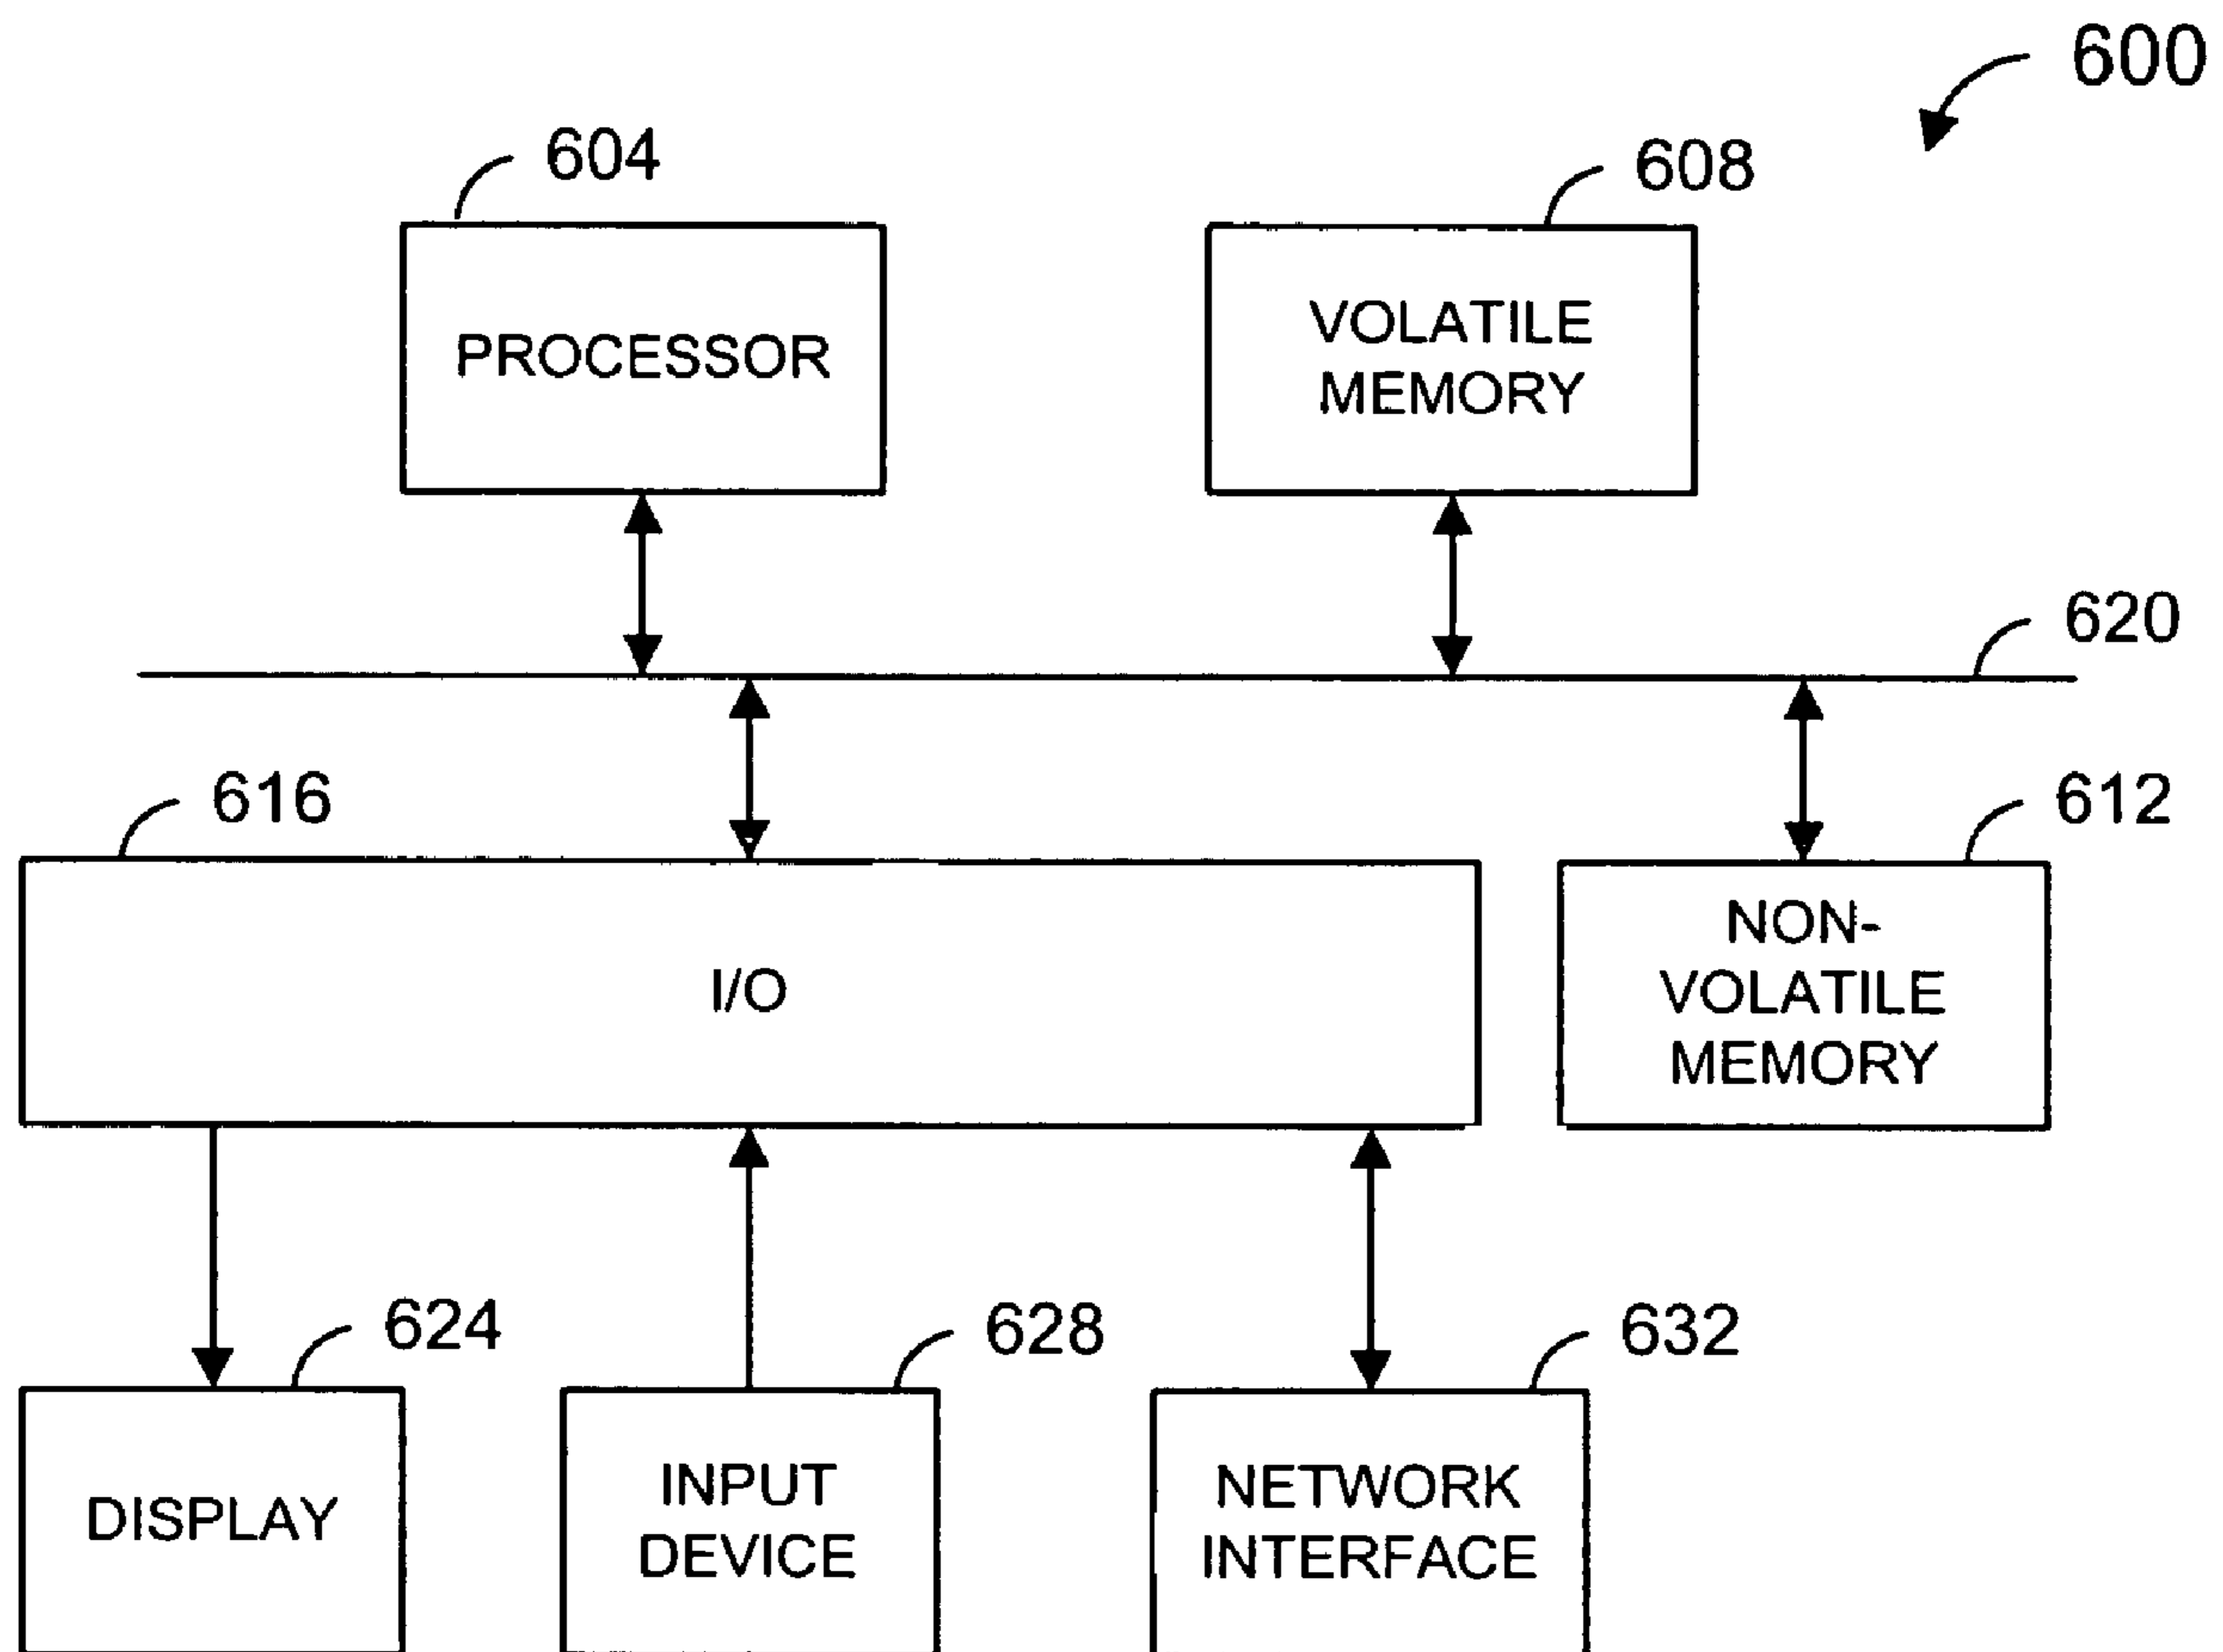 600
604
608
PROCESSOR
VOLATILE
MEMORY
620
616
612
I/O
NON-
VOLATILE
MEMORY
624
628
632
DISPLAY
INPUT
DEVICE
NETWORK
INTERFACE